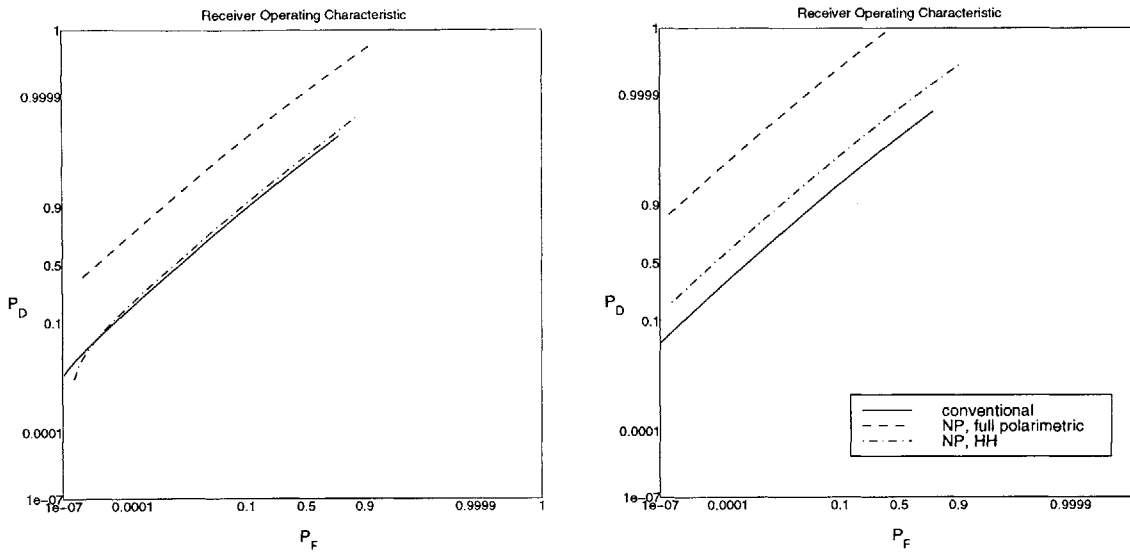 Receiver Operating Characteristic
1
0.9999
0.9
0.5
P_D
0.1
0.0001
1e-07
1e-07
0.0001
0.1
0.5
0.9
0.9999
1
P_F
Receiver Operating Characteristic
1
0.9999
0.9
0.5
P_D
0.1
0.0001
1e-07
1e-07
0.0001
0.1
0.5
0.9
0.9999
P_F
conventional
NP, full polarimetric
NP, HH